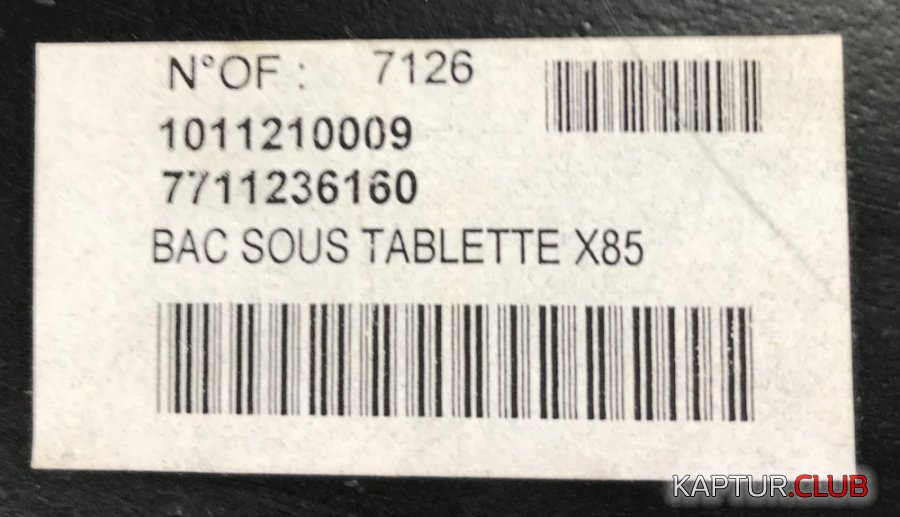 N°OF : 7126
1011210009
7711236160
BAC SOUS TABLETTE X85
KAPTUR.CLUB